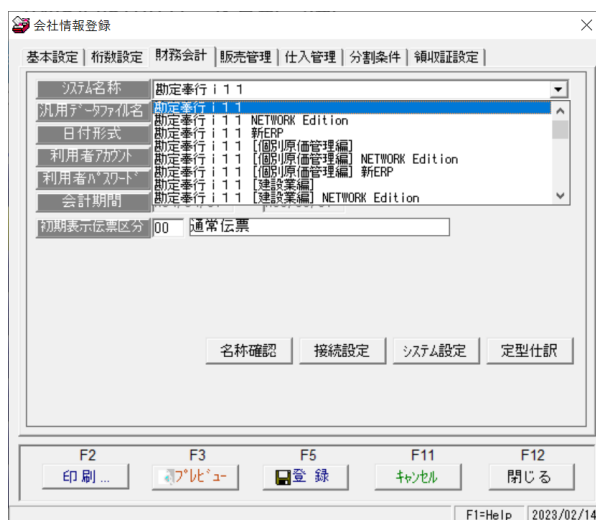 会社情報登録
基本設定 桁数設定 財務会計 販売管理 仕入管理 分割条件 領収証設定
システム名称 勘定奉行ｉ１１
汎用データファイル名 勘定奉行ｉ１１
勘定奉行ｉ１１ NETWORK Edition
日付形式 勘定奉行ｉ１１ 新ERP
勘定奉行ｉ１１ [個別原価管理編]
利用者アカウント 勘定奉行ｉ１１ [個別原価管理編] NETWORK Edition
利用者パスワード 勘定奉行ｉ１１ [個別原価管理編] 新ERP
勘定奉行ｉ１１ [建設業編]
会計期間 勘定奉行ｉ１１ [建設業編] NETWORK Edition
初期表示伝票区分 00 通常伝票
名称確認 接続設定 システム設定 定型仕訳
F2 F3 F5 F11 F12
印刷... プレビュー 登録 キャンセル 閉じる
F1=Help 2023/02/14